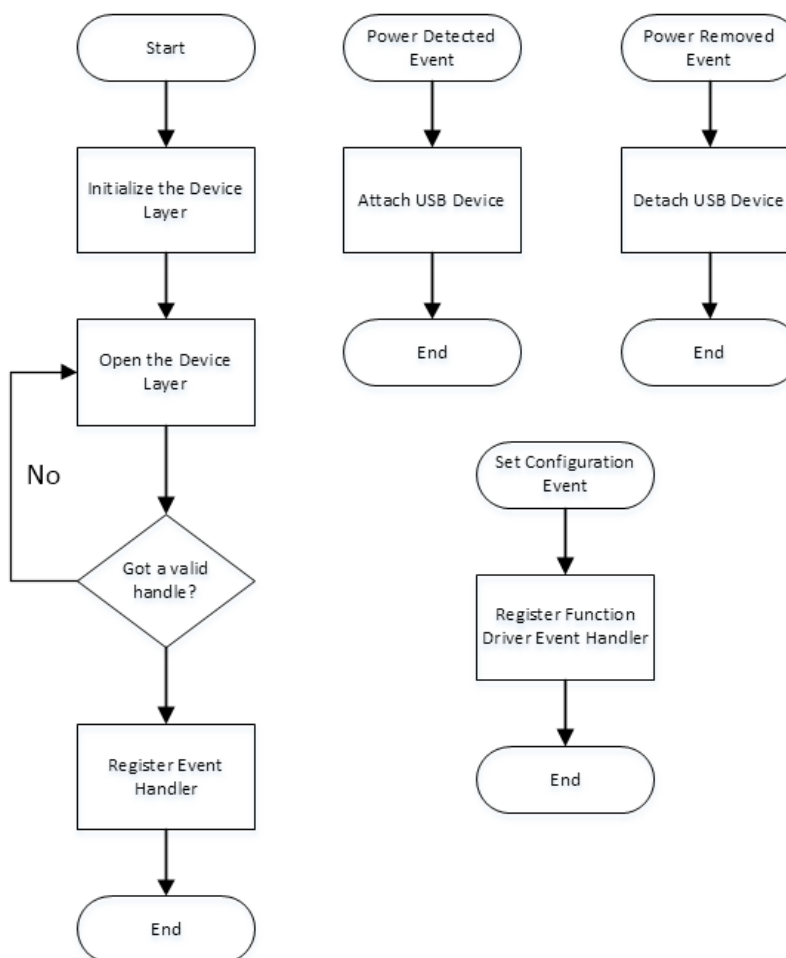 Start
Initialize the Device
Layer
Open the Device
Layer
No
Got a valid
handle?
Register Event
Handler
End
Power Detected
Event
Attach USB Device
End
Power Removed
Event
Detach USB Device
End
Set Configuration
Event
Register Function
Driver Event Handler
End